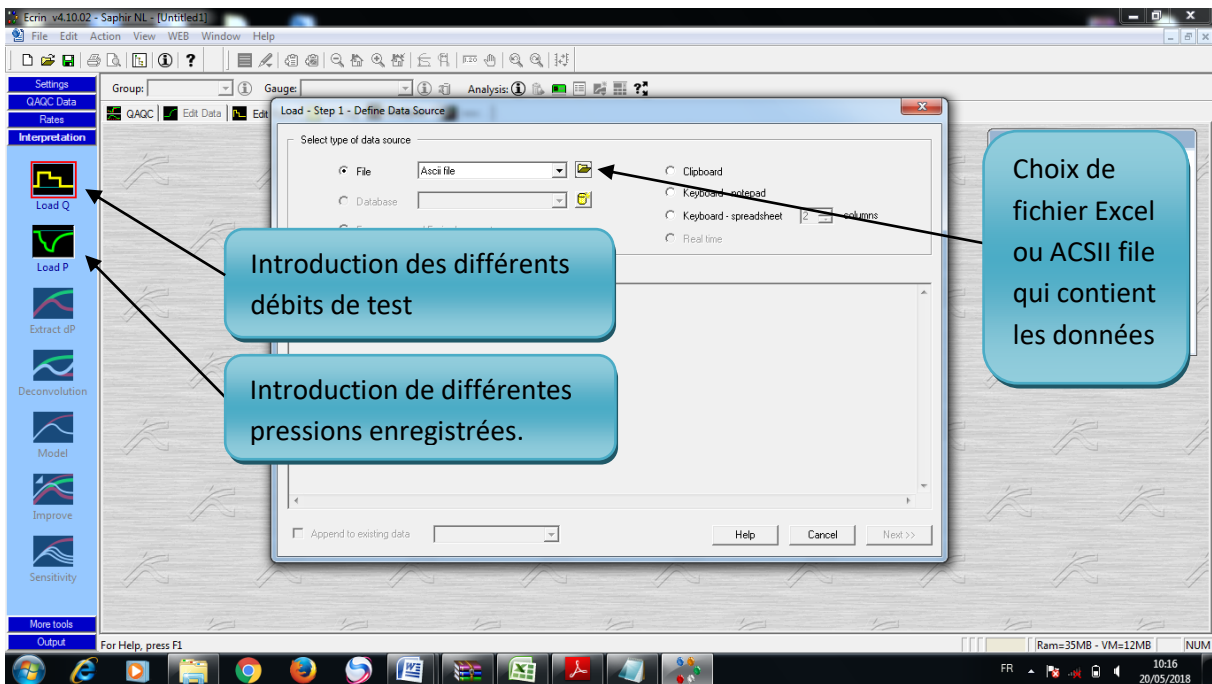 Ecrin v4.10.02 - Saphir NL - [Untitled1]
File Edit Action View WEB Window Help
Settings
QAQC Data
Rates
Interpretation
Load Q
Load P
Extract dP
Deconvolution
Model
Improve
Sensitivity
More tools
Output
Group: Gauge: Analysis:
QAQC Edit Data Edit
Load - Step 1 - Define Data Source
Select type of data source
File Ascii file
Database
Clipboard
Keyboard - notepad
Keyboard - spreadsheet 2 columns
Real time
Introduction des différents
débits de test
Introduction de différentes
pressions enregistrées.
Choix de
fichier Excel
ou ACSII file
qui contient
les données
Append to existing data
Help Cancel Next >>
For Help, press F1
Ram=35MB - VM=12MB NUM
FR 10:16
20/05/2018